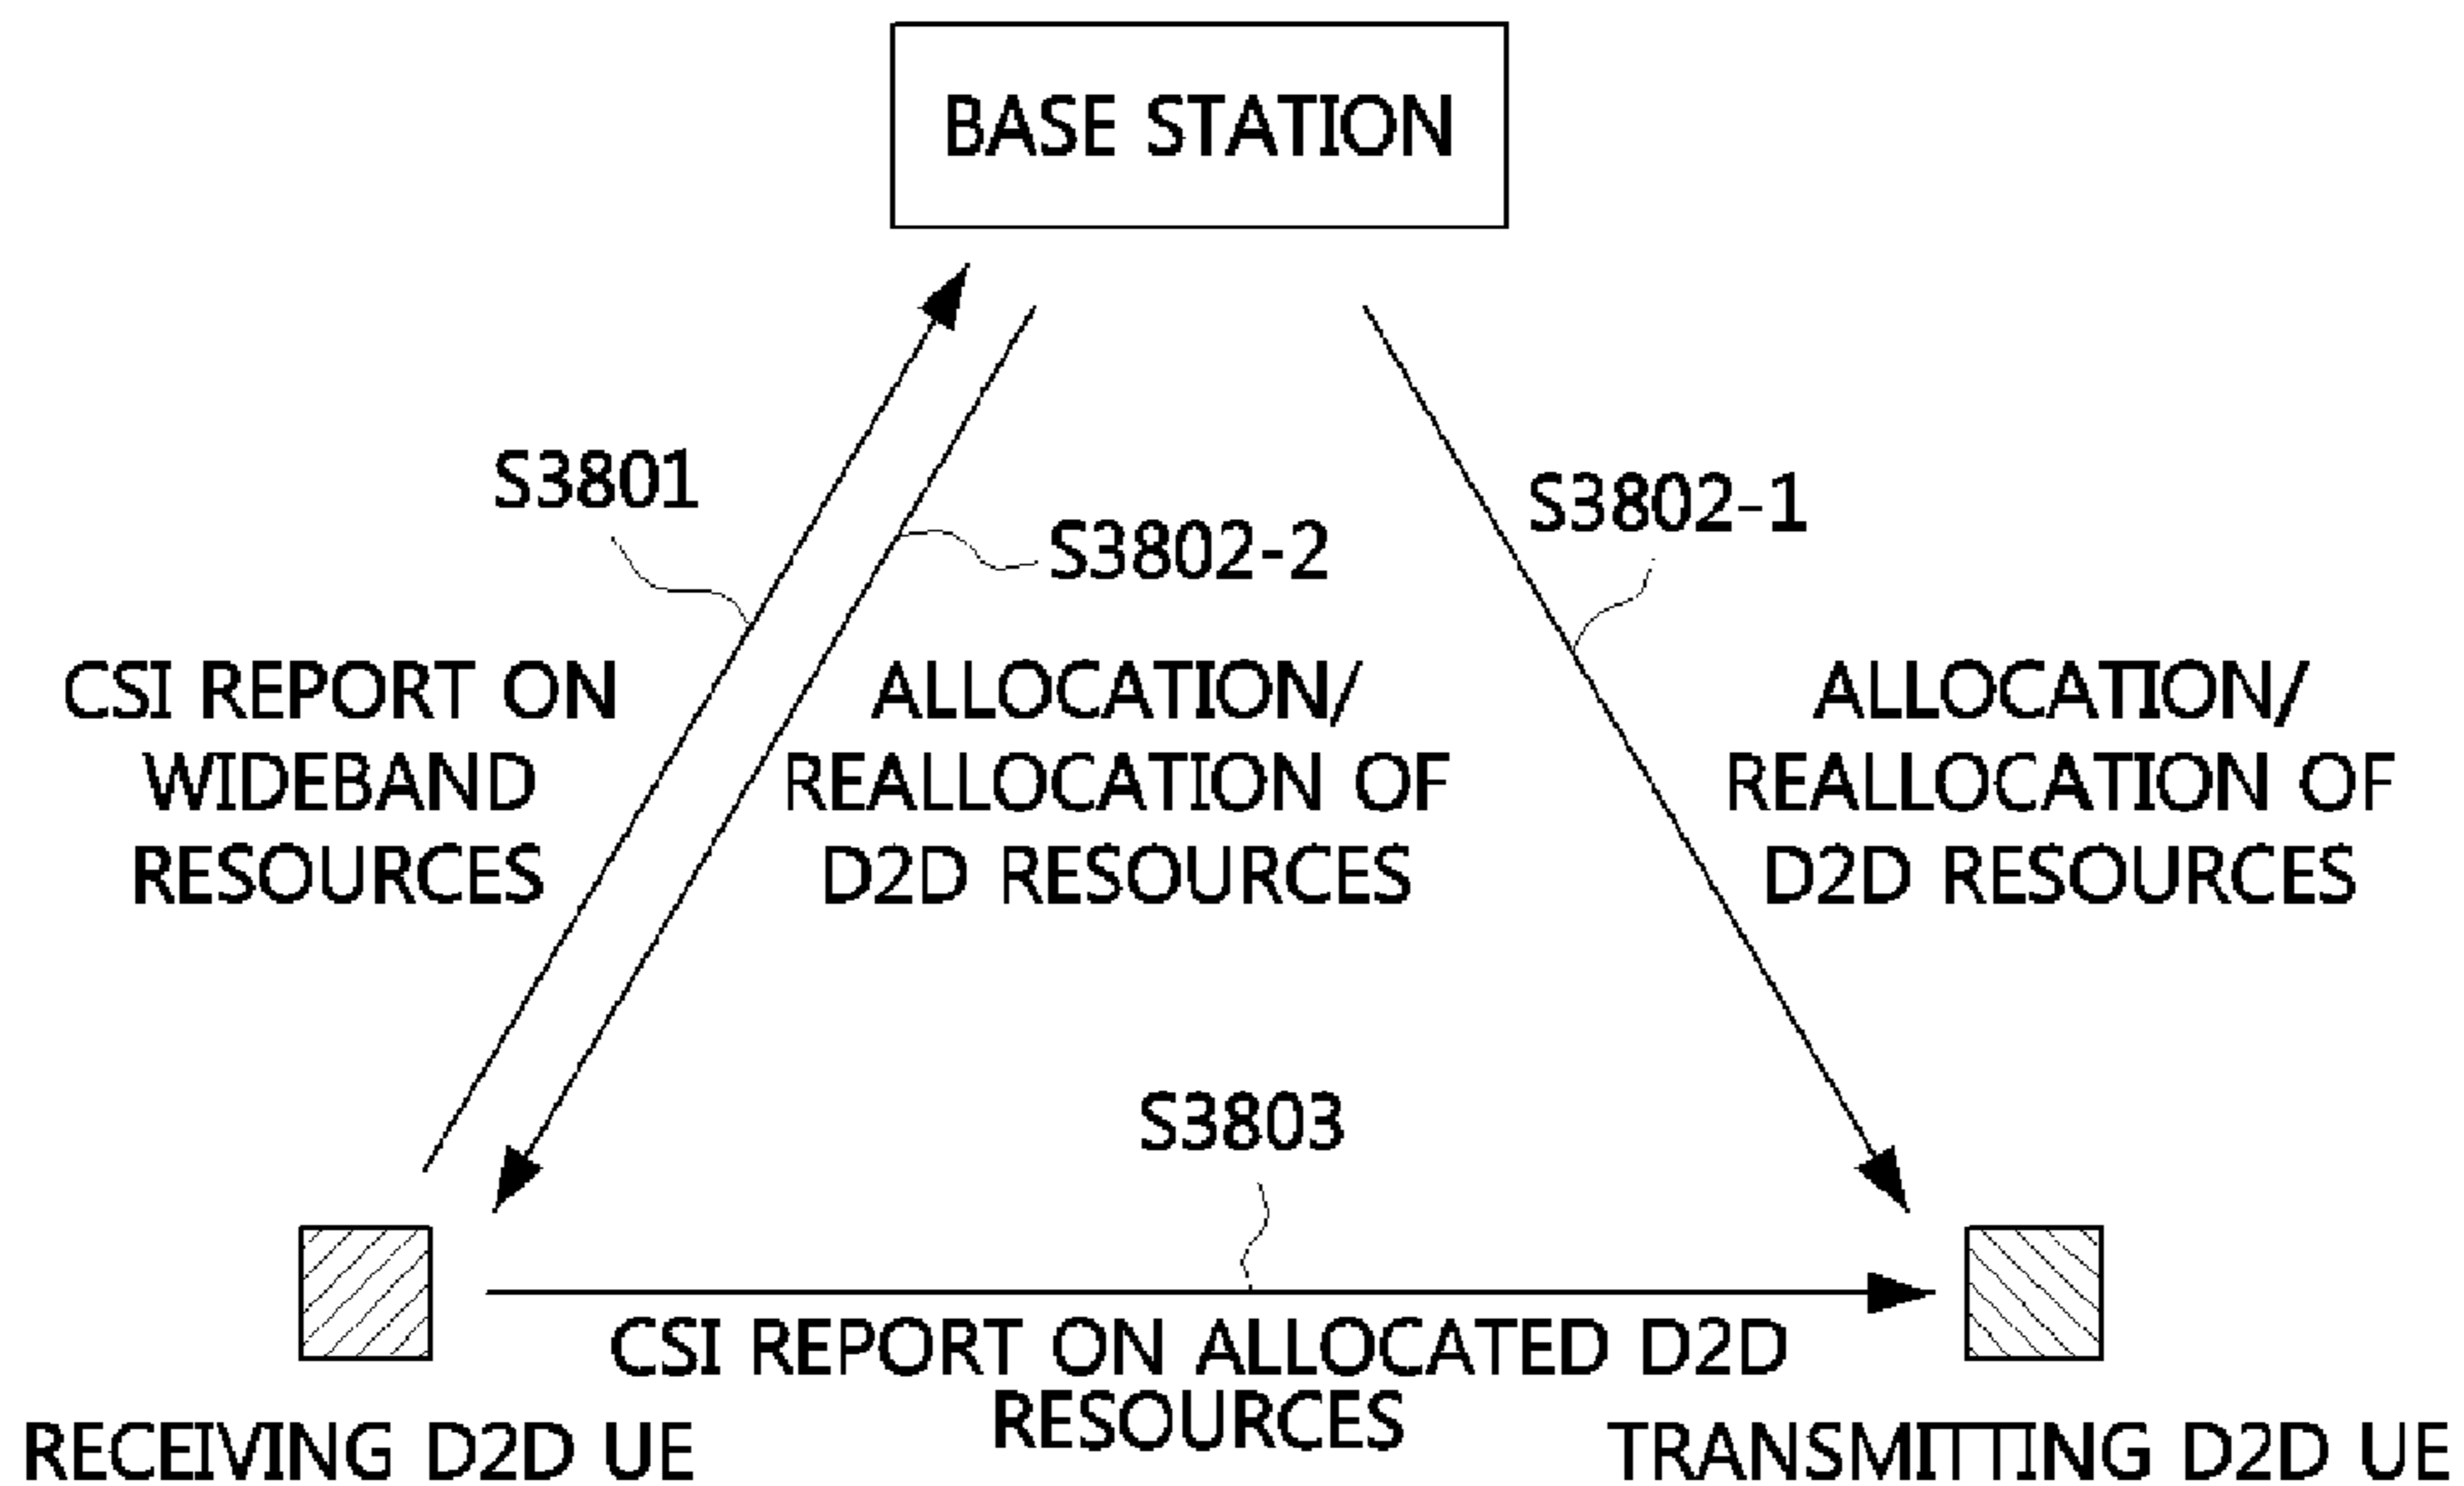 BASE STATION
S3801
S3802-2
S3802-1
CSI REPORT ON
WIDEBAND
RESOURCES
ALLOCATION/
REALLOCATION OF
D2D RESOURCES
ALLOCATION/
REALLOCATION OF
D2D RESOURCES
S3803
CSI REPORT ON ALLOCATED D2D
RESOURCES
RECEIVING D2D UE
TRANSMITTING D2D UE